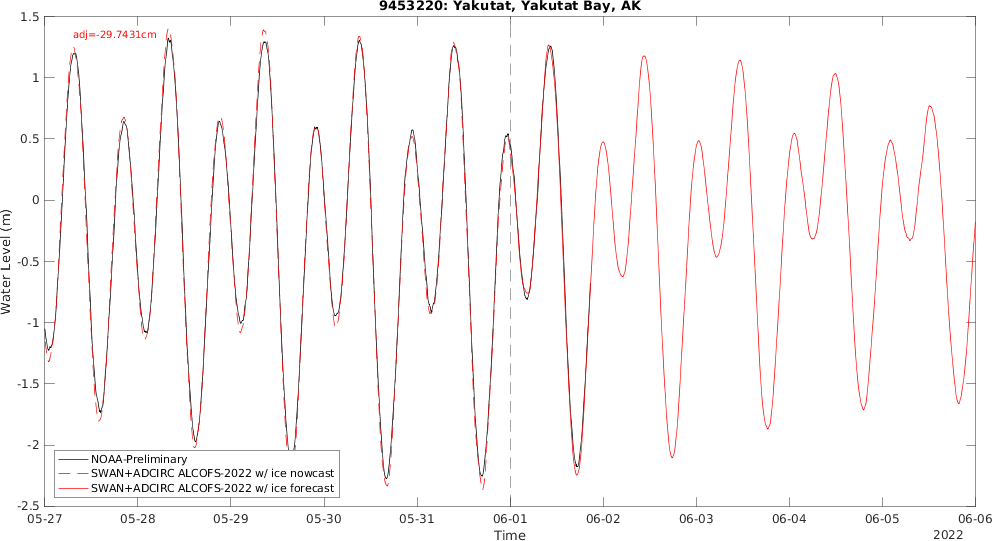 9453220: Yakutat, Yakutat Bay, AK
adj=-29.7431cm
1.5
1
0.5
0
-0.5
-1
-1.5
-2
-2.5
Water Level (m)
NOAA-Preliminary
SWAN+ADCIRC ALCOFS-2022 w/ ice nowcast
SWAN+ADCIRC ALCOFS-2022 w/ ice forecast
05-27 05-28 05-29 05-30 05-31 06-01 06-02 06-03 06-04 06-05 06-06
Time
2022